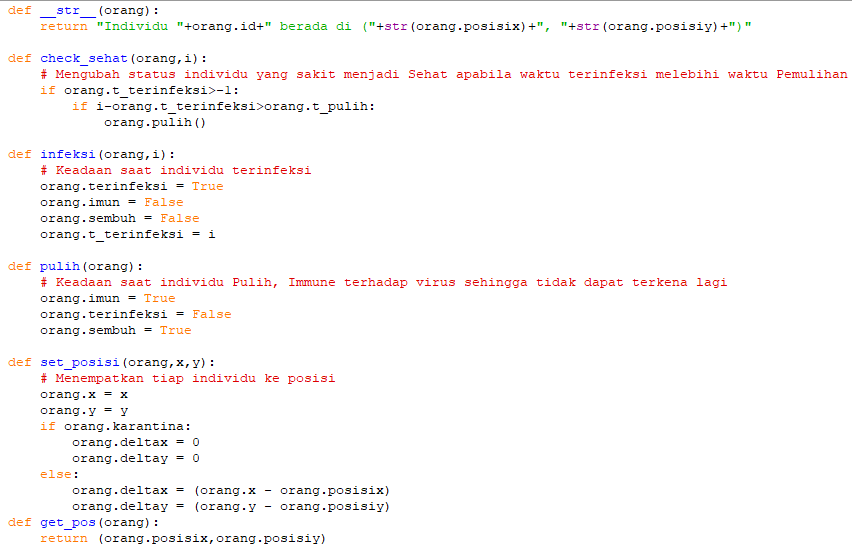 def __str__(orang):
    return "Individu "+orang.id+" berada di ("+str(orang.posisix)+", "+str(orang.posisiy)+")"

def check_sehat(orang,i):
    # Mengubah status individu yang sakit menjadi Sehat apabila waktu terinfeksi melebihi waktu Pemulihan
    if orang.t_terinfeksi>-1:
        if i-orang.t_terinfeksi>orang.t_pulih:
            orang.pulih()

def infeksi(orang,i):
    # Keadaan saat individu terinfeksi
    orang.terinfeksi = True
    orang.imun = False
    orang.sembuh = False
    orang.t_terinfeksi = i

def pulih(orang):
    # Keadaan saat individu Pulih, Immune terhadap virus sehingga tidak dapat terkena lagi
    orang.imun = True
    orang.terinfeksi = False
    orang.sembuh = True

def set_posisi(orang,x,y):
    # Menempatkan tiap individu ke posisi
    orang.x = x
    orang.y = y
    if orang.karantina:
        orang.deltax = 0
        orang.deltay = 0
    else:
        orang.deltax = (orang.x - orang.posisix)
        orang.deltay = (orang.y - orang.posisiy)
def get_pos(orang):
    return (orang.posisix,orang.posisiy)